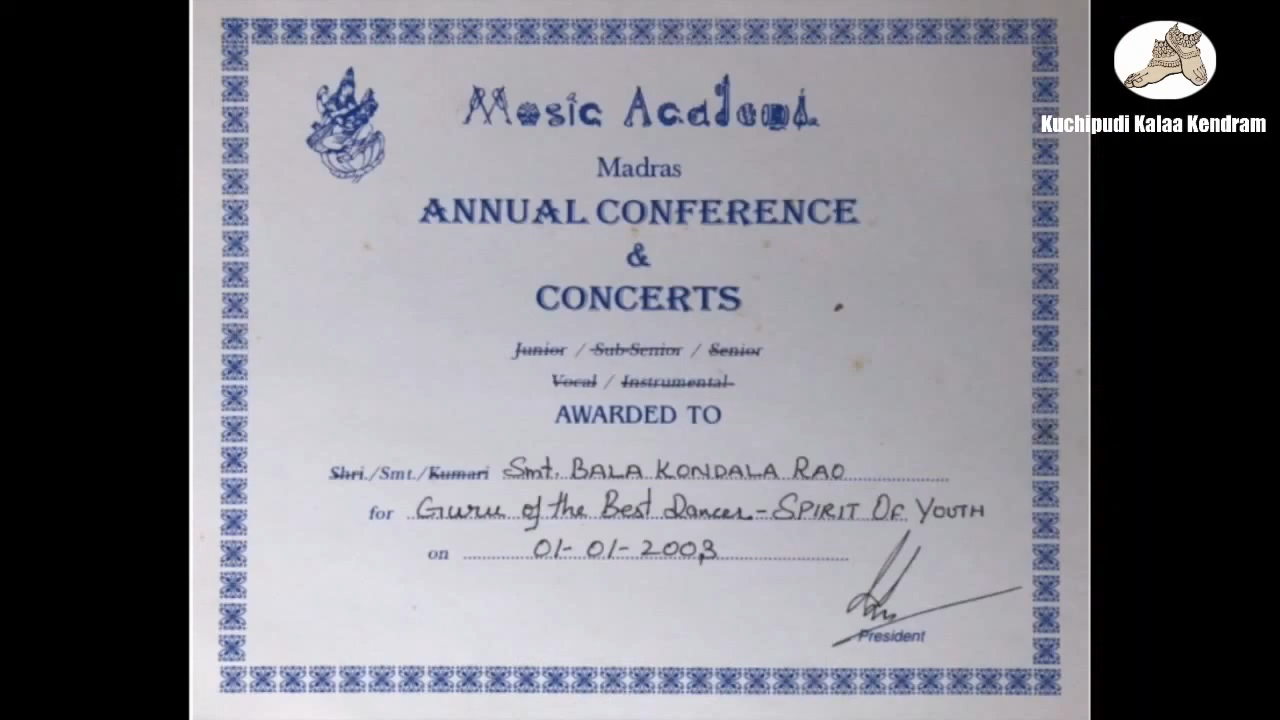 Music Academy
Madras
ANNUAL CONFERENCE
&
CONCERTS
Junior / Sub-Senior / Senior
Vocal / Instrumental
AWARDED TO
Shri./Smt./Kumari Smt. BALA KONDALA RAO
for Guru of the Best Dancer - SPIRIT OF YOUTH
on 01-01-2003
President
Kuchipudi Kalaa Kendram